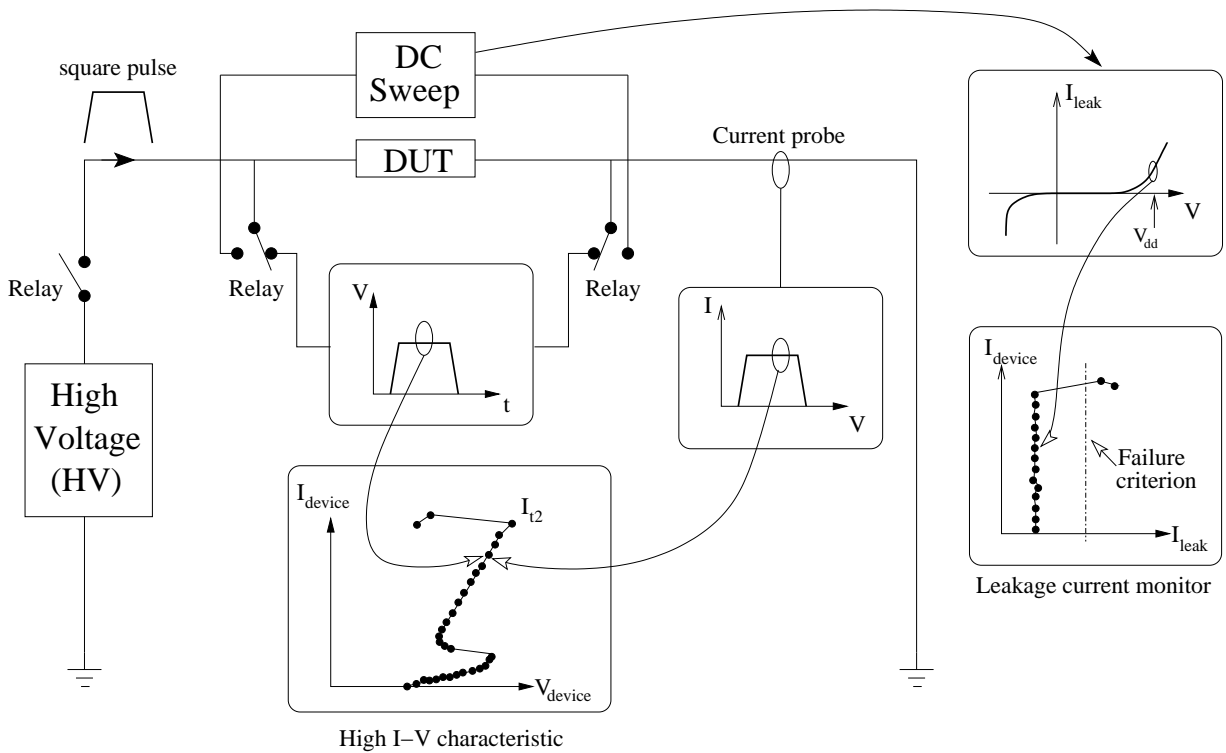 square pulse
DC
Sweep
DUT
Current probe
I leak
V
V dd
Relay
Relay
Relay
High
Voltage
(HV)
V
t
I
V
I device
I t2
V device
High I–V characteristic
I device
Failure
criterion
I leak
Leakage current monitor